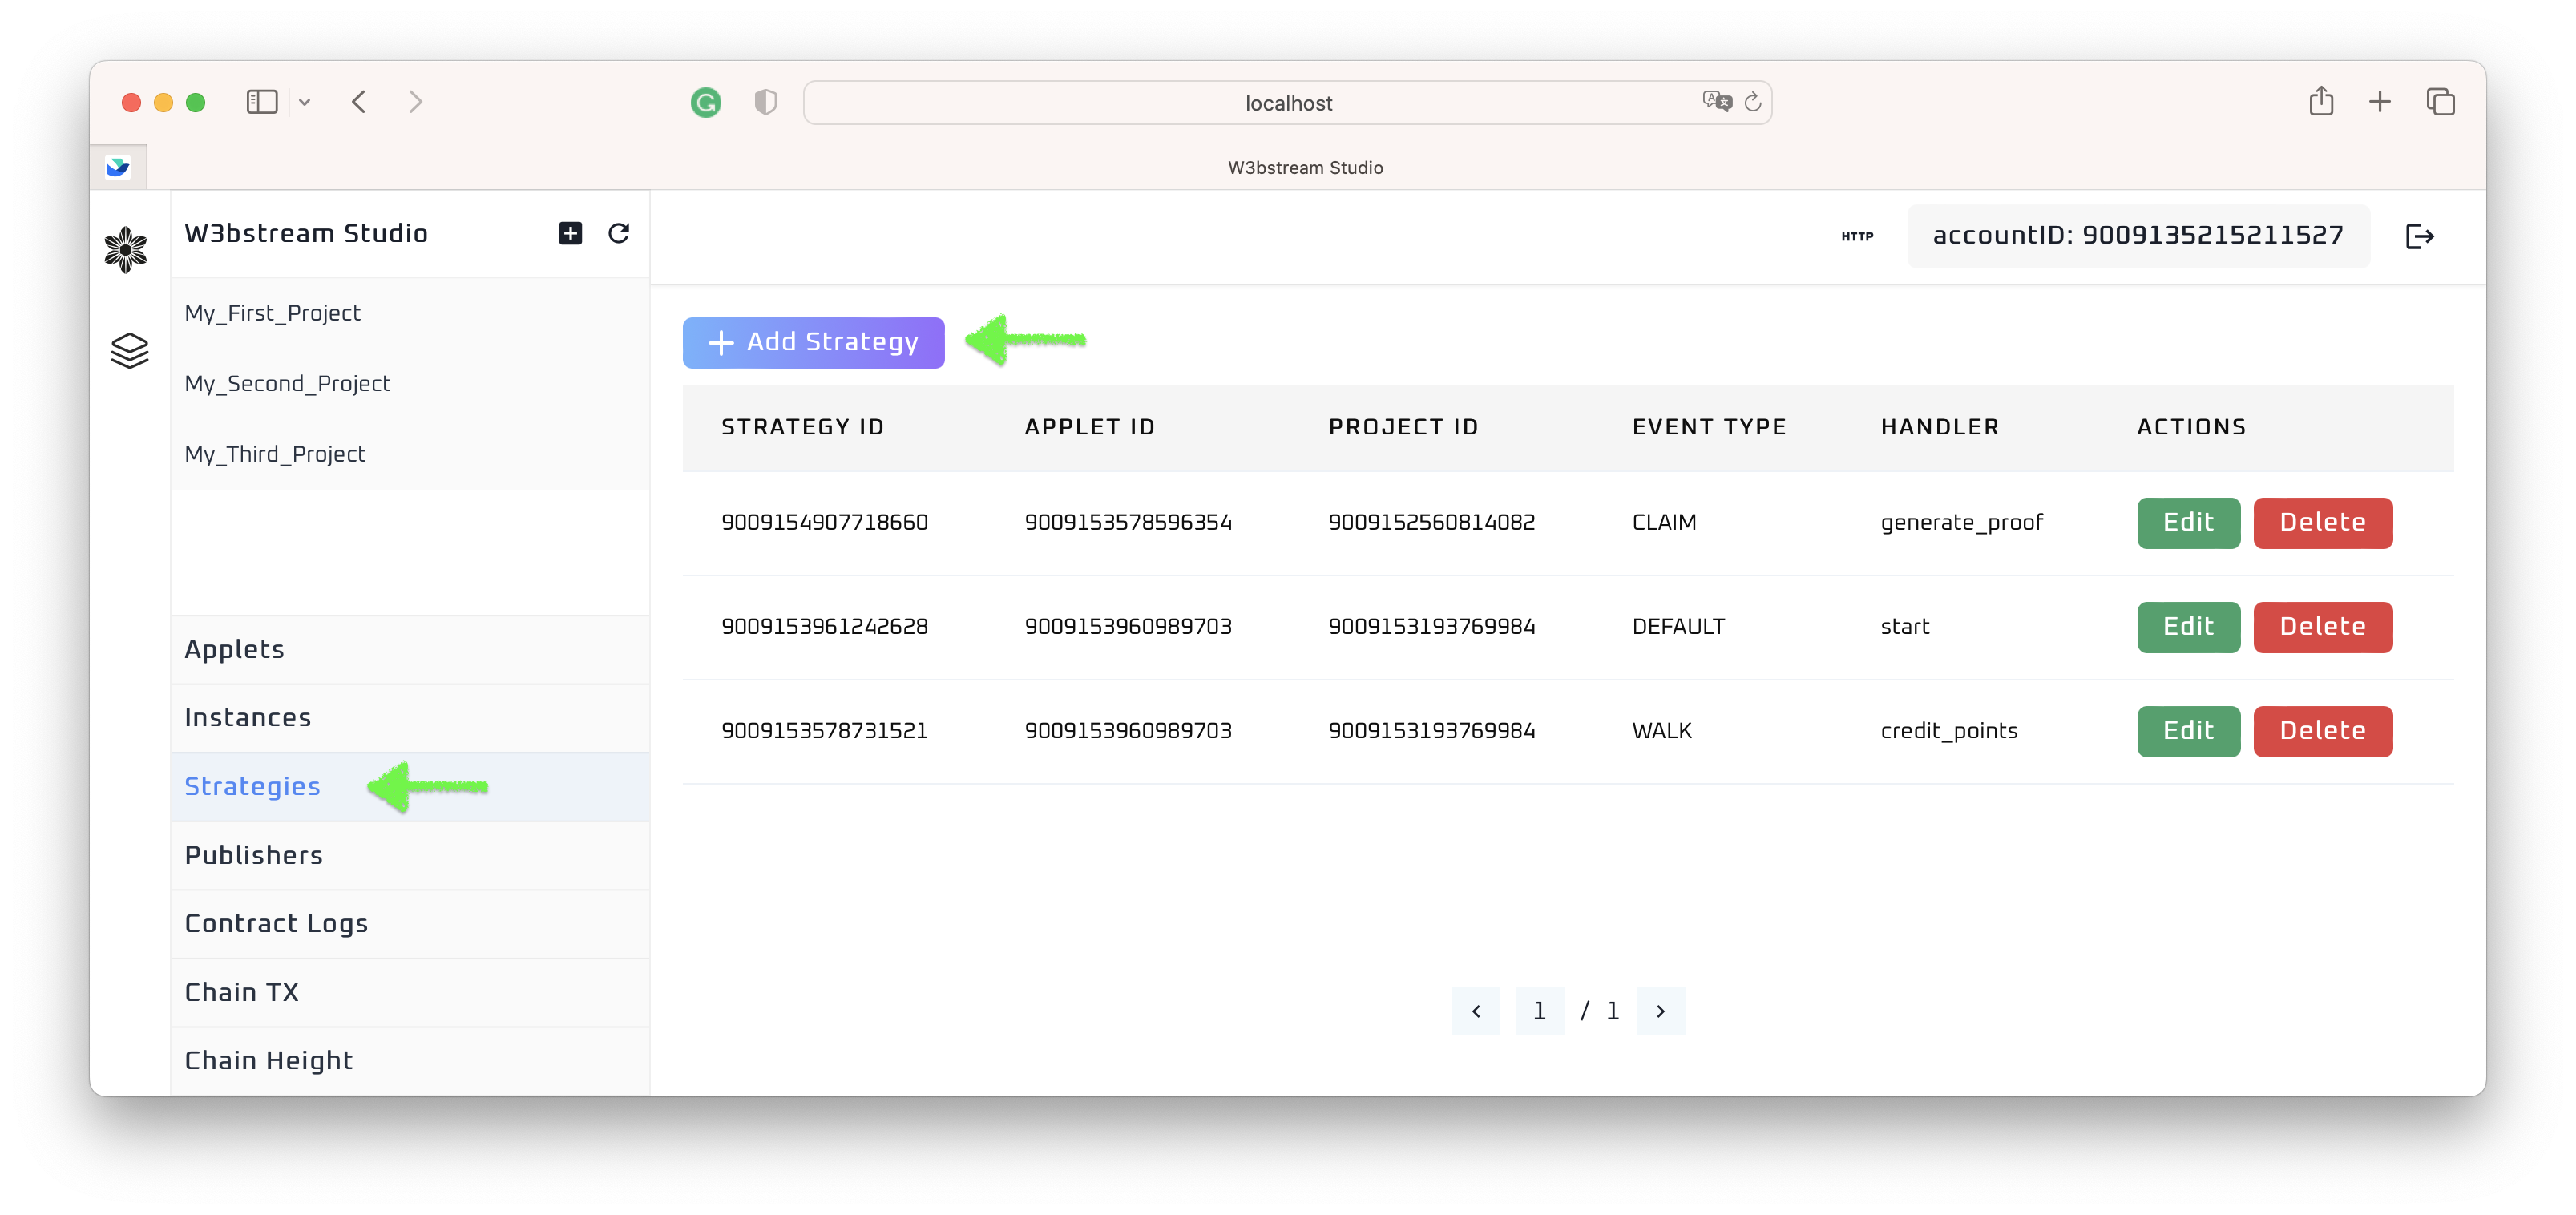 localhost
W3bstream Studio
W3bstream Studio
HTTP
accountID: 9009135215211527
My_First_Project
My_Second_Project
My_Third_Project
Applets
Instances
Strategies
Publishers
Contract Logs
Chain TX
Chain Height
+ Add Strategy
STRATEGY ID APPLET ID PROJECT ID EVENT TYPE HANDLER ACTIONS
9009154907718660 9009153578596354 9009152560814082 CLAIM generate_proof Edit Delete
9009153961242628 9009153960989703 9009153193769984 DEFAULT start Edit Delete
9009153578731521 9009153960989703 9009153193769984 WALK credit_points Edit Delete
< 1 / 1 >